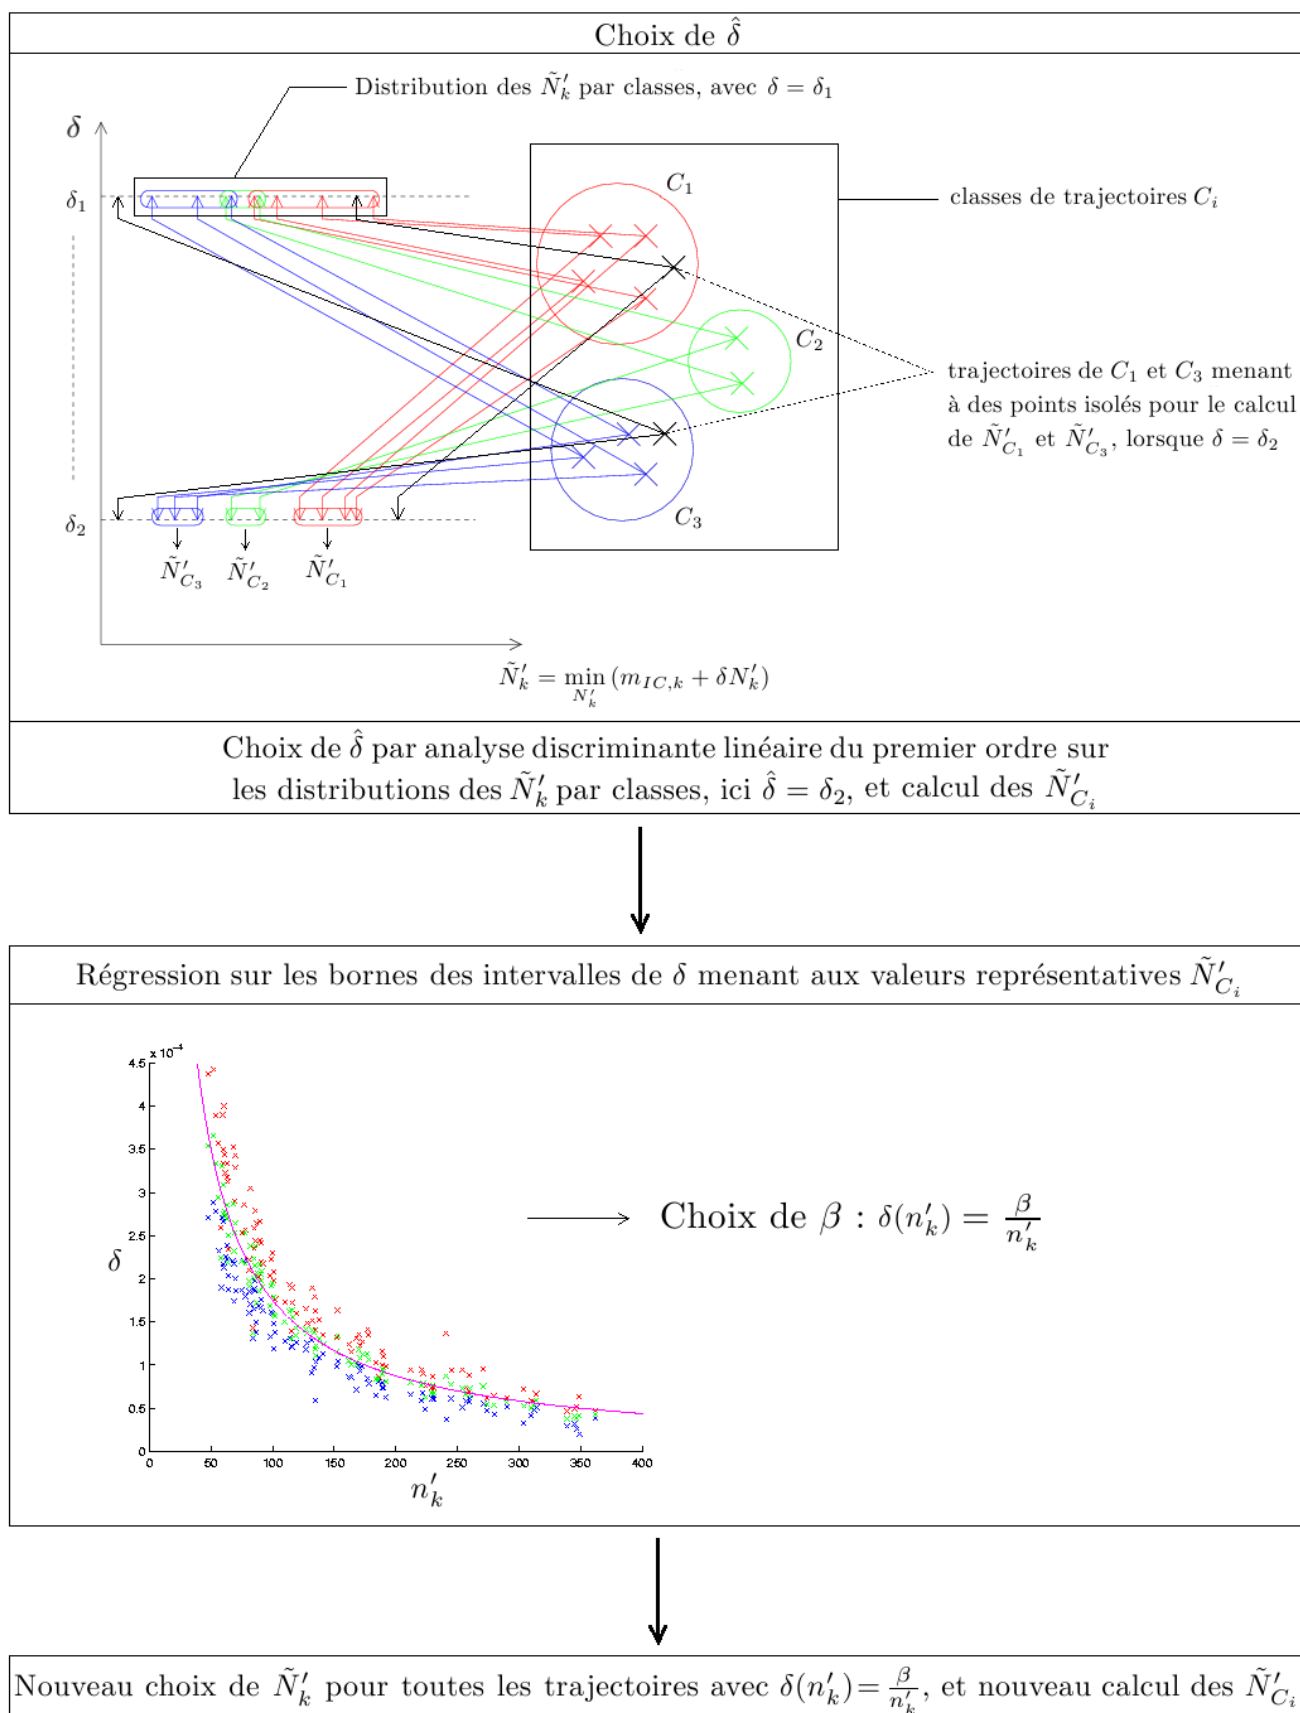 Choix de δ̂
Distribution des Ñ′_k par classes, avec δ = δ_1
δ
δ_1
C_1
classes de trajectoires C_i
C_2
trajectoires de C_1 et C_3 menant
à des points isolés pour le calcul
de Ñ′_{C_1} et Ñ′_{C_3}, lorsque δ = δ_2
C_3
δ_2
Ñ′_{C_3} Ñ′_{C_2} Ñ′_{C_1}
Ñ′_k = min_{N′_k} (m_{IC,k} + δN′_k)
Choix de δ̂ par analyse discriminante linéaire du premier ordre sur
les distributions des Ñ′_k par classes, ici δ̂ = δ_2, et calcul des Ñ′_{C_i}
Régression sur les bornes des intervalles de δ menant aux valeurs représentatives Ñ′_{C_i}
x 10^{-4}
4.5
4
3.5
3
2.5
2
1.5
1
0.5
0
δ
0 50 100 150 200 250 300 350 400
n′_k
Choix de β : δ(n′_k) = β/n′_k
Nouveau choix de Ñ′_k pour toutes les trajectoires avec δ(n′_k) = β/n′_k, et nouveau calcul des Ñ′_{C_i}